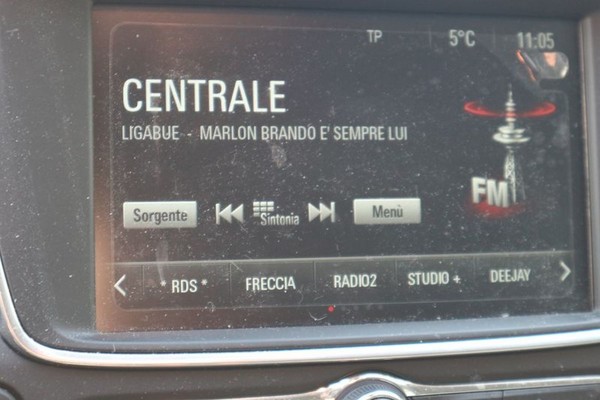 TP 5°C 11:05
CENTRALE
LIGABUE - MARLON BRANDO E' SEMPRE LUI
FM
Sorgente Sintonia Menù
* RDS * FRECCIA RADIO2 STUDIO + DEEJAY